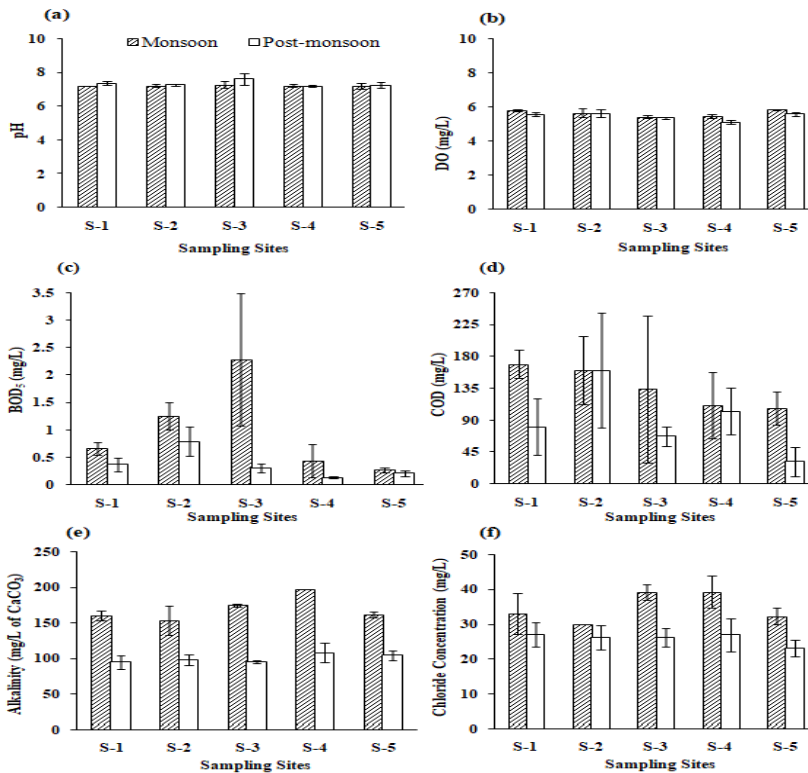 (a)
Monsoon Post-monsoon
10
8
6
4
2
0
pH
S-1 S-2 S-3 S-4 S-5
Sampling Sites
(b)
10
8
6
4
2
0
DO (mg/L)
S-1 S-2 S-3 S-4 S-5
Sampling Sites
(c)
3.5
3
2.5
2
1.5
1
0.5
0
BOD5 (mg/L)
S-1 S-2 S-3 S-4 S-5
Sampling Sites
(d)
270
225
180
135
90
45
0
COD (mg/L)
S-1 S-2 S-3 S-4 S-5
Sampling Sites
(e)
250
200
150
100
50
0
Alkalinity (mg/L of CaCO3)
S-1 S-2 S-3 S-4 S-5
Sampling Sites
(f)
50
40
30
20
10
0
Chloride Concentration (mg/L)
S-1 S-2 S-3 S-4 S-5
Sampling Sites